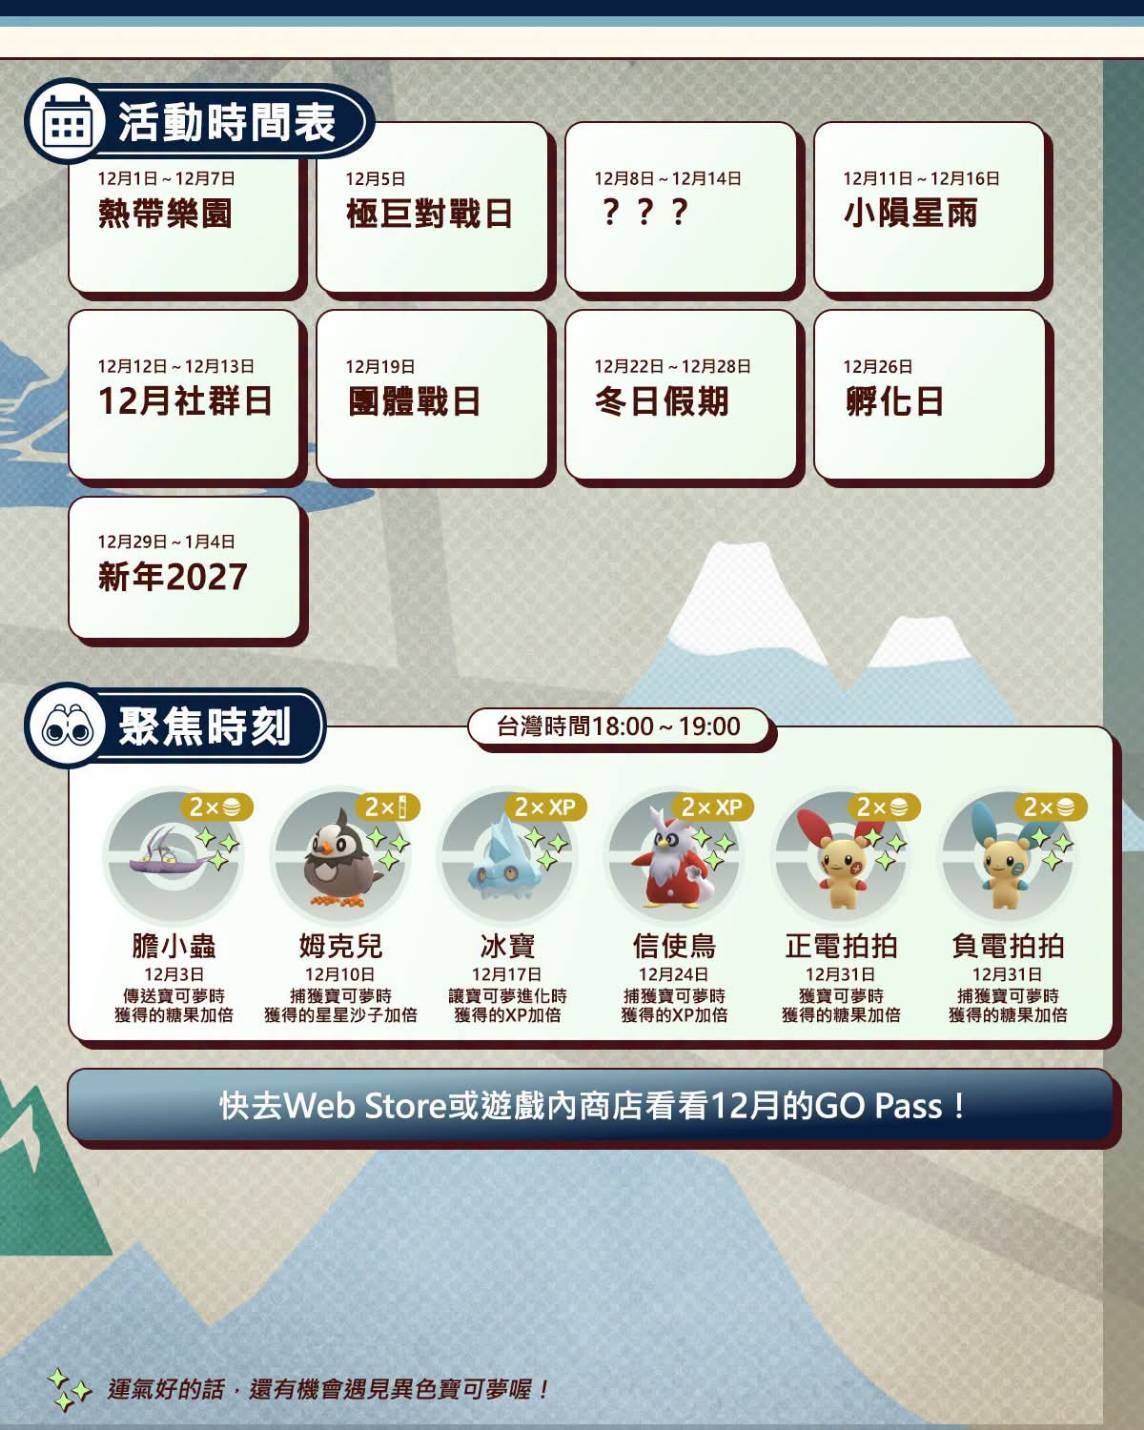 活動時間表
12月1日~12月7日
熱帶樂園
12月5日
極巨對戰日
12月8日~12月14日
？？？
12月11日~12月16日
小隕星雨
12月12日~12月13日
12月社群日
12月19日
團體戰日
12月22日~12月28日
冬日假期
12月26日
孵化日
12月29日~1月4日
新年2027
聚焦時刻
台灣時間18:00~19:00
2×
2×
2×XP
2×XP
2×
2×
膽小蟲
12月3日
傳送寶可夢時
獲得的糖果加倍
姆克兒
12月10日
捕獲寶可夢時
獲得的星星沙子加倍
冰寶
12月17日
讓寶可夢進化時
獲得的XP加倍
信使鳥
12月24日
捕獲寶可夢時
獲得的XP加倍
正電拍拍
12月31日
獲寶可夢時
獲得的糖果加倍
負電拍拍
12月31日
捕獲寶可夢時
獲得的糖果加倍
快去Web Store或遊戲內商店看看12月的GO Pass！
運氣好的話，還有機會遇見異色寶可夢喔！